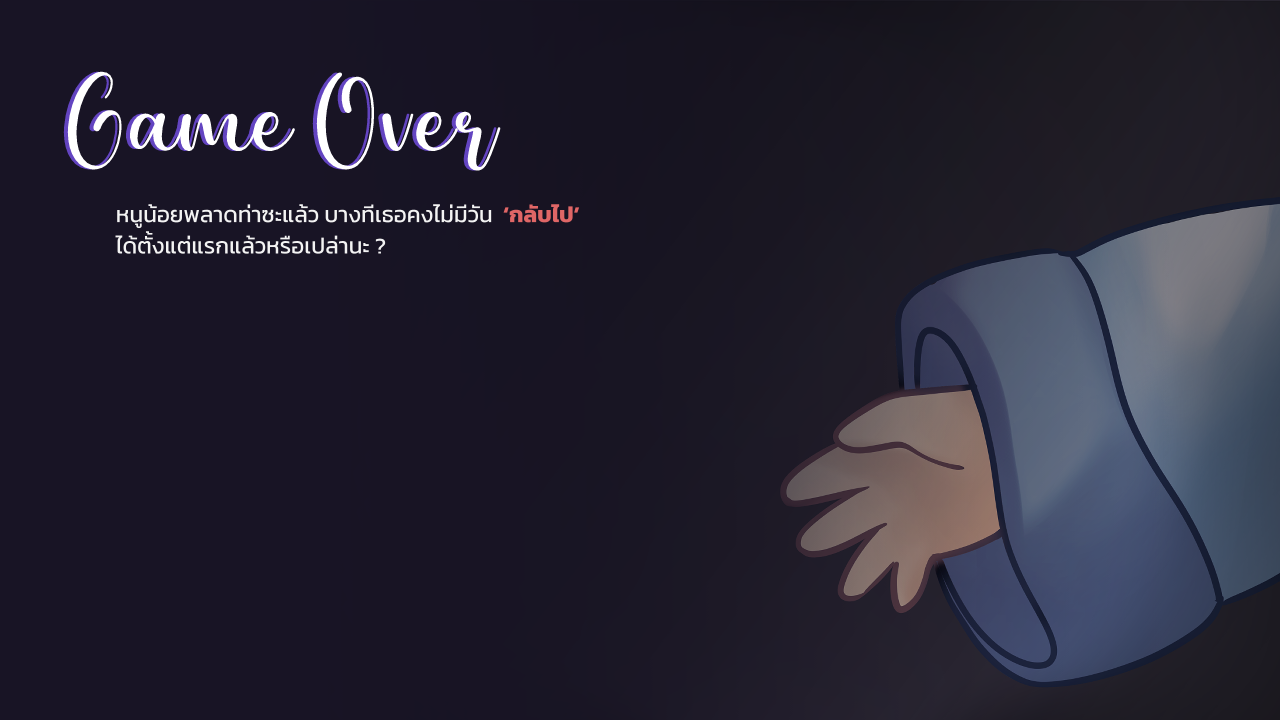 Game Over
หนูน้อยพลาดท่าซะแล้ว บางทีเธอคงไม่มีวัน ‘กลับไป’
ได้ตั้งแต่แรกแล้วหรือเปล่านะ ?